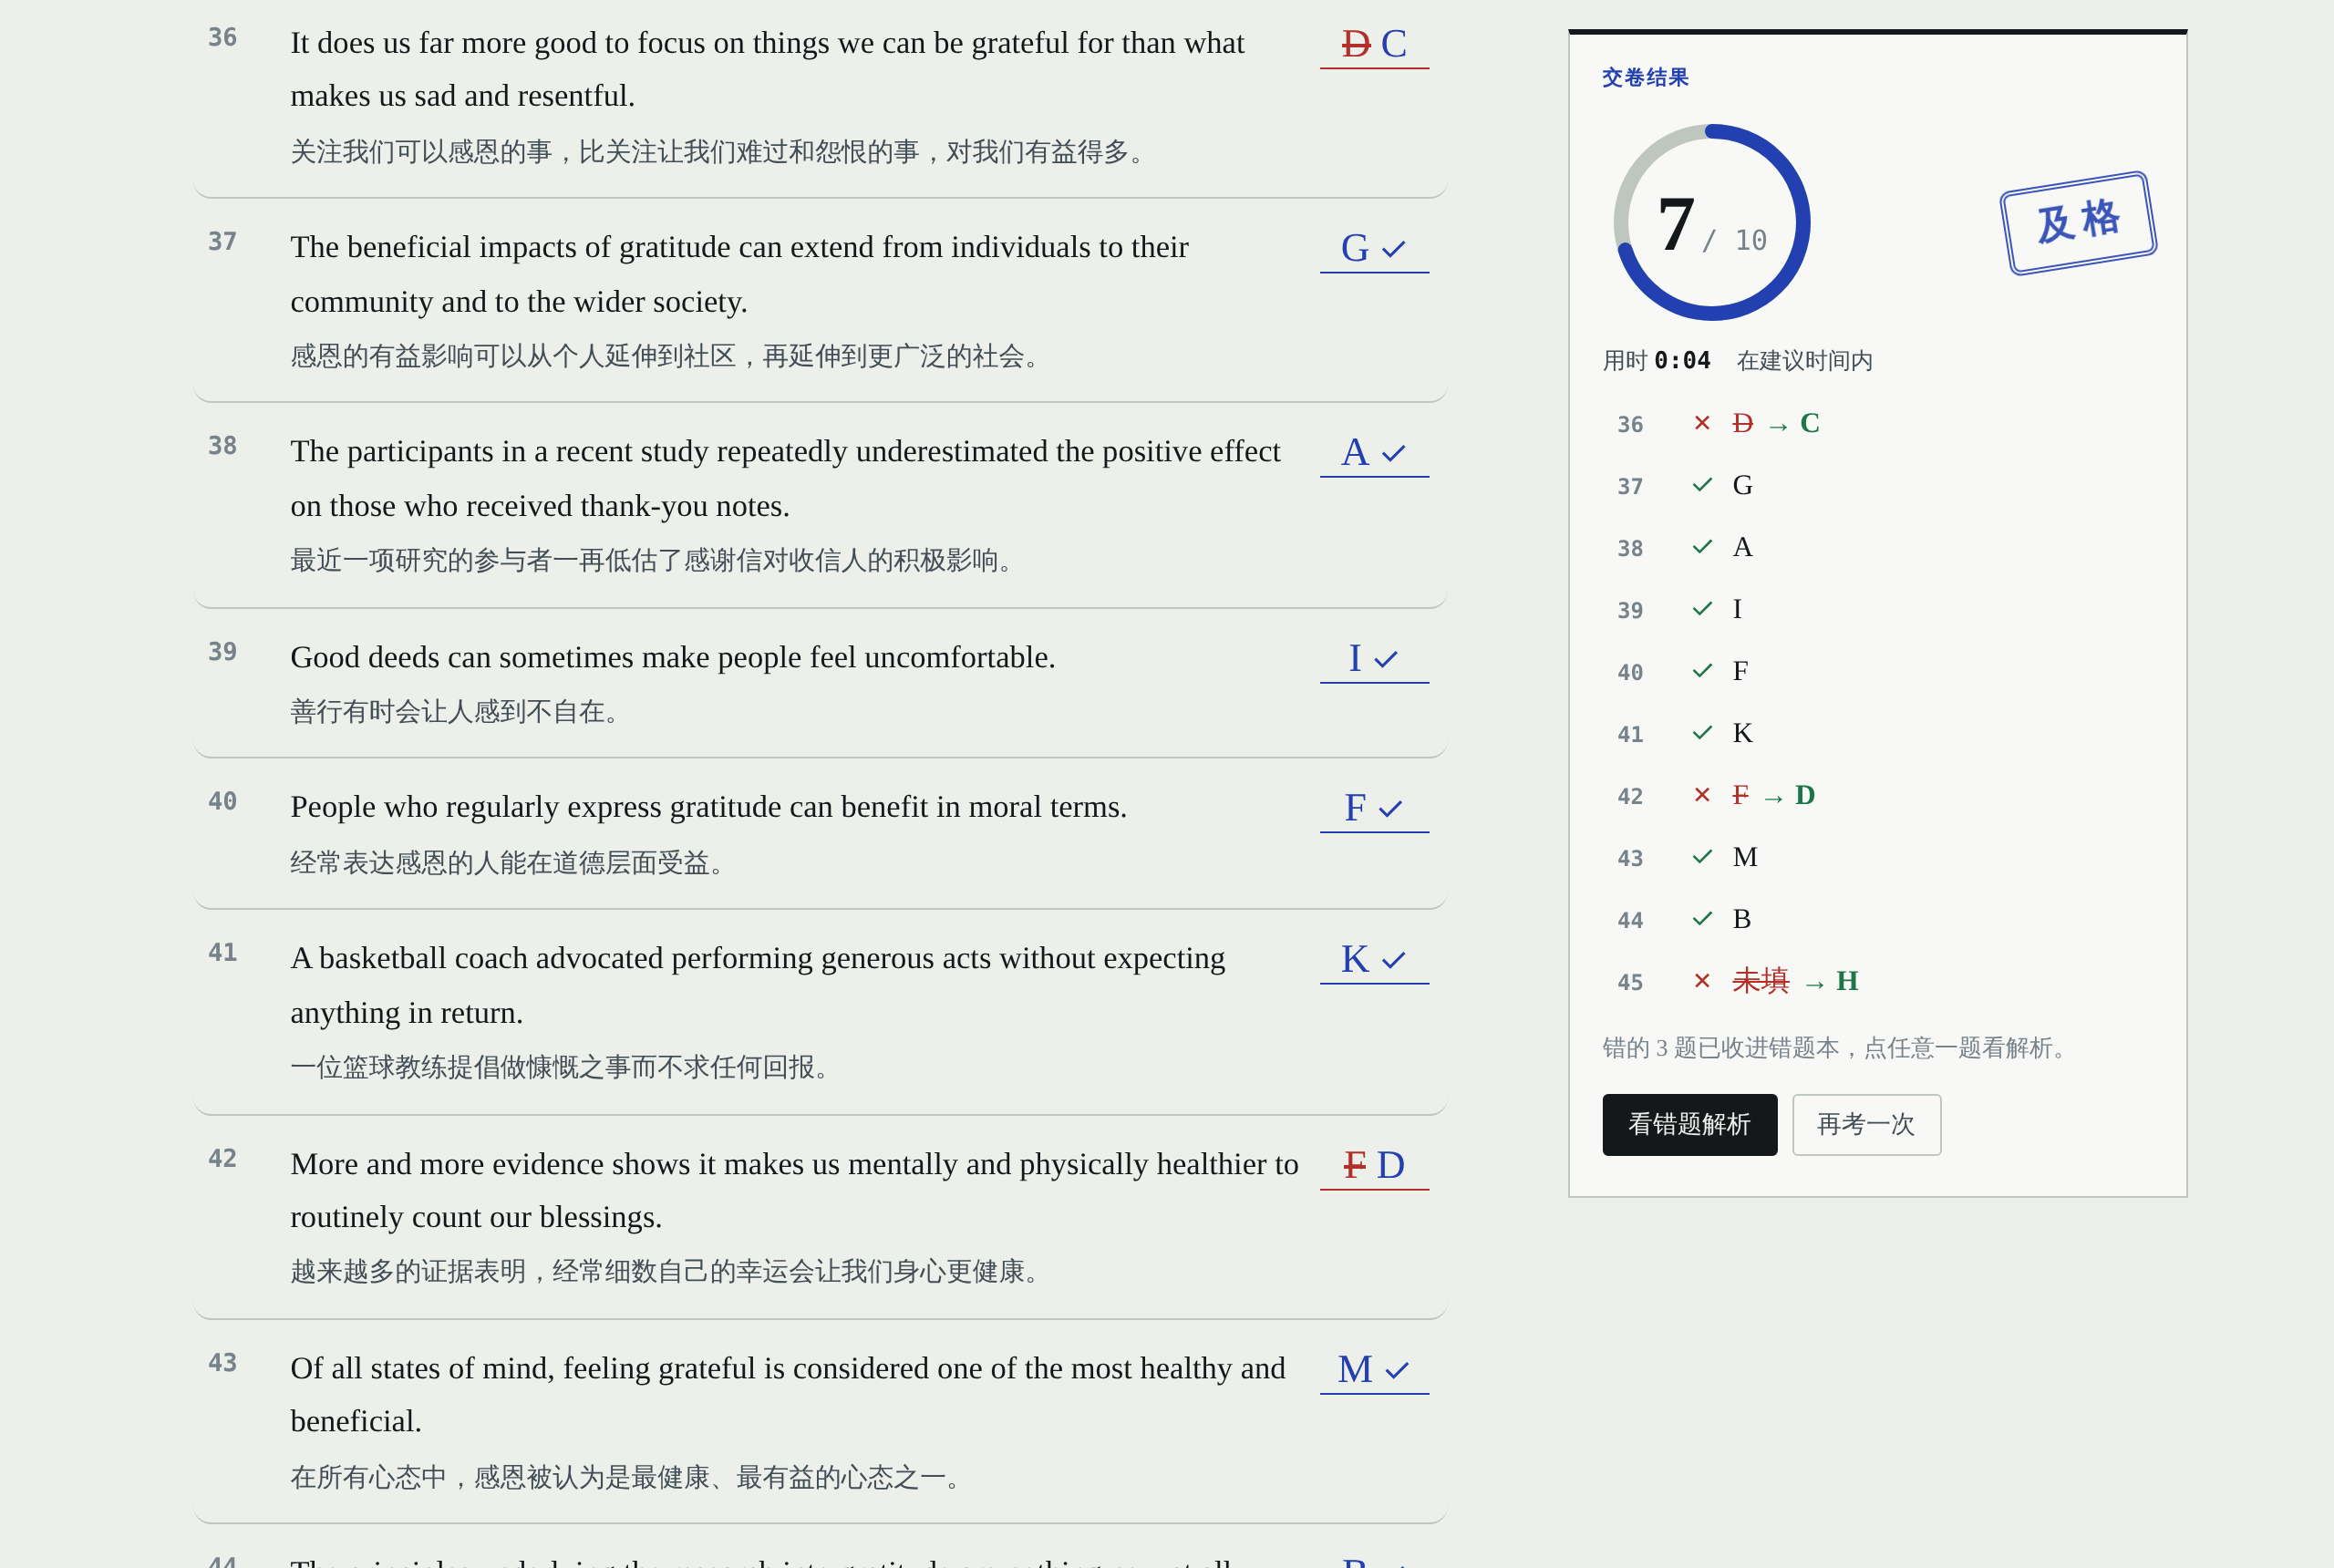 36
It does us far more good to focus on things we can be grateful for than what
makes us sad and resentful.
关注我们可以感恩的事，比关注让我们难过和怨恨的事，对我们有益得多。
D C
37
The beneficial impacts of gratitude can extend from individuals to their
community and to the wider society.
感恩的有益影响可以从个人延伸到社区，再延伸到更广泛的社会。
G ✓
38
The participants in a recent study repeatedly underestimated the positive effect
on those who received thank-you notes.
最近一项研究的参与者一再低估了感谢信对收信人的积极影响。
A ✓
39
Good deeds can sometimes make people feel uncomfortable.
善行有时会让人感到不自在。
I ✓
40
People who regularly express gratitude can benefit in moral terms.
经常表达感恩的人能在道德层面受益。
F ✓
41
A basketball coach advocated performing generous acts without expecting
anything in return.
一位篮球教练提倡做慷慨之事而不求任何回报。
K ✓
42
More and more evidence shows it makes us mentally and physically healthier to
routinely count our blessings.
越来越多的证据表明，经常细数自己的幸运会让我们身心更健康。
F D
43
Of all states of mind, feeling grateful is considered one of the most healthy and
beneficial.
在所有心态中，感恩被认为是最健康、最有益的心态之一。
M ✓
44
交卷结果
7 / 10
及格
用时 0:04 在建议时间内
36 ✕ D → C
37 ✓ G
38 ✓ A
39 ✓ I
40 ✓ F
41 ✓ K
42 ✕ F → D
43 ✓ M
44 ✓ B
45 ✕ 未填 → H
错的 3 题已收进错题本，点任意一题看解析。
看错题解析 再考一次